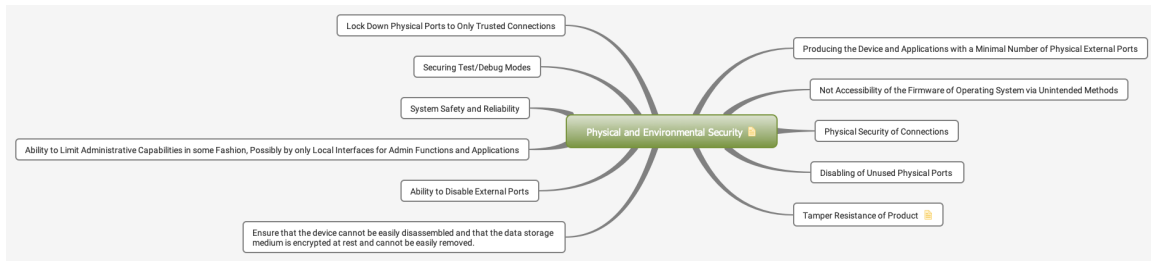 Lock Down Physical Ports to Only Trusted Connections
Securing Test/Debug Modes
System Safety and Reliability
Ability to Limit Administrative Capabilities in some Fashion, Possibly by only Local Interfaces for Admin Functions and Applications
Ability to Disable External Ports
Ensure that the device cannot be easily disassembled and that the data storage
medium is encrypted at rest and cannot be easily removed.
Physical and Environmental Security
Producing the Device and Applications with a Minimal Number of Physical External Ports
Not Accessibility of the Firmware of Operating System via Unintended Methods
Physical Security of Connections
Disabling of Unused Physical Ports
Tamper Resistance of Product